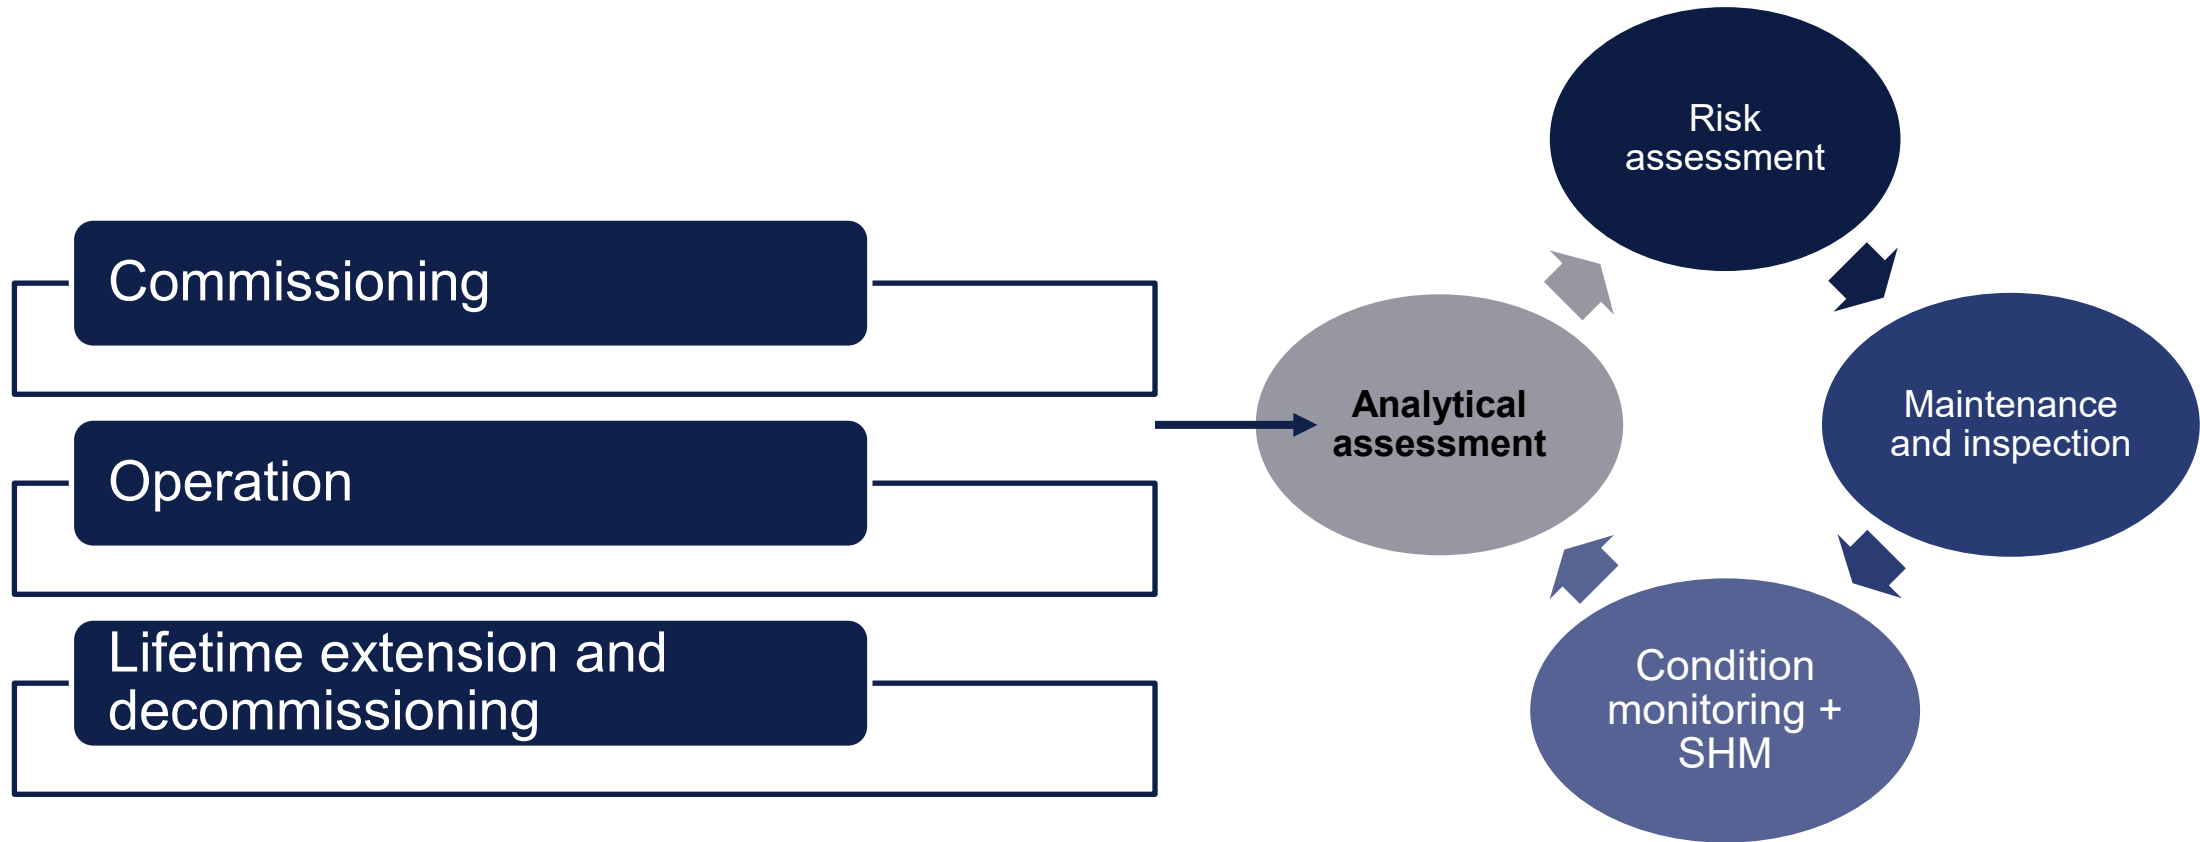 Commissioning
Operation
Lifetime extension and
decommissioning
Risk
assessment
Maintenance
and inspection
Condition
monitoring +
SHM
Analytical
assessment